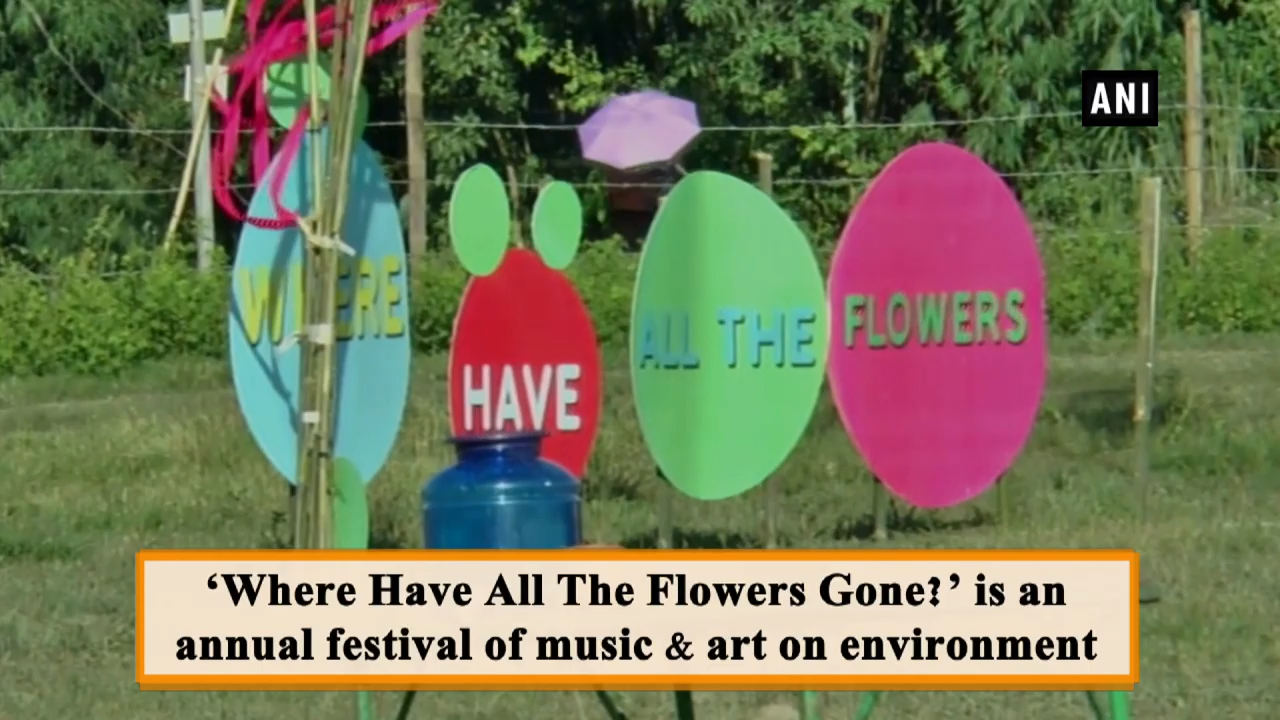 ANI
WHERE
HAVE
ALL THE
FLOWERS
‘Where Have All The Flowers Gone?’ is an
annual festival of music & art on environment